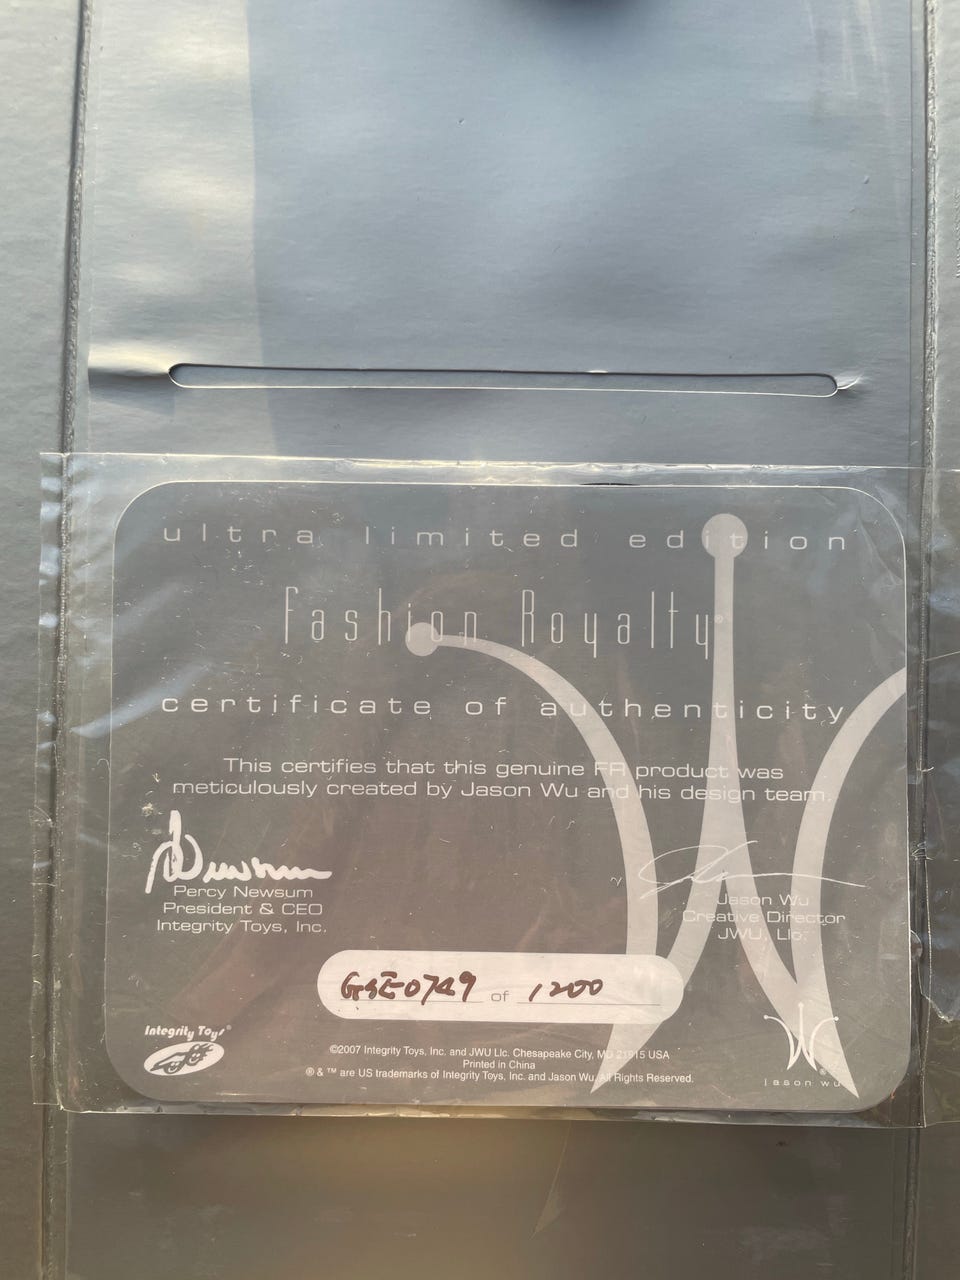 ultra limited edition
Fashion Royalty®
certificate of authenticity
This certifies that this genuine FR product was
meticulously created by Jason Wu and his design team.
Newsum
Percy Newsum
President & CEO
Integrity Toys, Inc.
Jason Wu
Creative Director
JWU, Llc.
GSE0749 of 1200
Integrity Toys®
©2007 Integrity Toys, Inc. and JWU Llc. Chesapeake City, MD 21915 USA
Printed in China
® & ™ are US trademarks of Integrity Toys, Inc. and Jason Wu. All Rights Reserved.
W®
jason wu